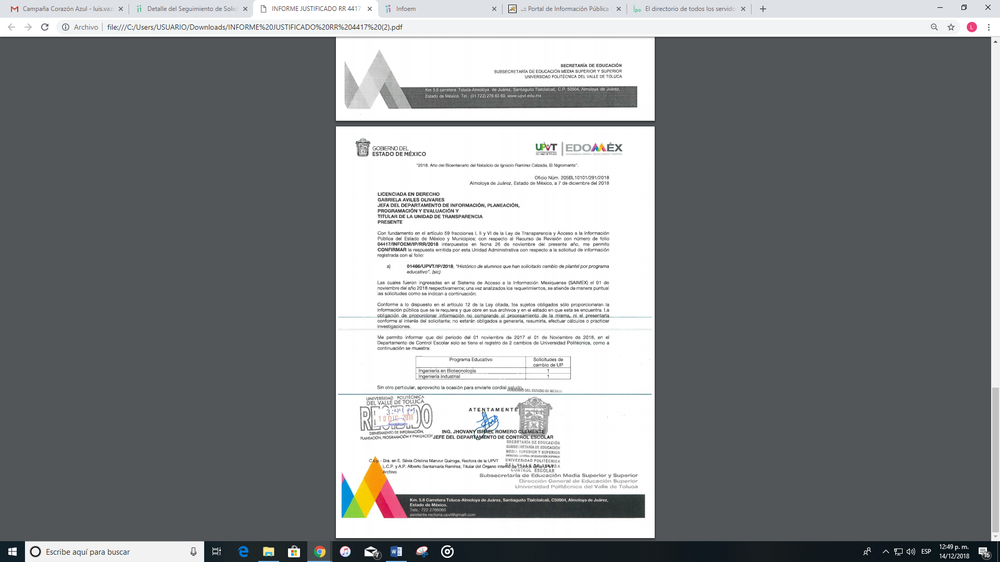 Campaña Corazón Azul - luis.vaz
Detalle del Seguimiento de Solici
INFORME JUSTIFICADO RR 4417
Infoem
..:: Portal de Información Pública
El directorio de todos los servido
Archivo
file:///C:/Users/USUARIO/Downloads/INFORME%20JUSTIFICADO%20RR%204417%20(2).pdf
L
SECRETARÍA DE EDUCACIÓN
SUBSECRETARÍA DE EDUCACIÓN MEDIA SUPERIOR Y SUPERIOR
UNIVERSIDAD POLITÉCNICA DEL VALLE DE TOLUCA
Km 5.6 carretera Toluca-Almoloya de Juárez, Santiaguito Tlalcilalcali, C.P. 50904, Almoloya de Juárez,
Estado de México. Tel.: (01 722) 276 60 60. www.upvt.edu.mx
GOBIERNO DEL
ESTADO DE MÉXICO
UPVT
UNIVERSIDAD POLITÉCNICA
DEL VALLE DE TOLUCA
EDOMÉX
DECISIONES FIRMES, RESULTADOS FUERTES
"2018. Año del Bicentenario del Natalicio de Ignacio Ramírez Calzada, El Nigromante".
Oficio Núm. 205BL10101/291/2018
Almoloya de Juárez, Estado de México, a 7 de diciembre del 2018
LICENCIADA EN DERECHO
GABRIELA AVILES OLIVARES
JEFA DEL DEPARTAMENTO DE INFORMACIÓN, PLANEACIÓN,
PROGRAMACIÓN Y EVALUACIÓN Y
TITULAR DE LA UNIDAD DE TRANSPARENCIA
PRESENTE
Con fundamento en el artículo 59 fracciones I, II y VI de la Ley de Transparencia y Acceso a la Información
Pública del Estado de México y Municipios; con respecto al Recurso de Revisión con número de folio
04417/INFOEM/IP/RR/2018 interpuestos en fecha 26 de noviembre del presente año, me permito
CONFIRMAR la respuesta emitida por esta Unidad Administrativa con respecto a la solicitud de información
registrada con el folio:
a) 01466/UPVT/IP/2018, "Histórico de alumnos que han solicitado cambio de plantel por programa
educativo". (sic)
Las cuales fueron ingresadas en el Sistema de Acceso a la Información Mexiquense (SAIMEX) el 01 de
noviembre del año 2018 respectivamente; una vez analizados los requerimientos, se atiende de manera puntual
las solicitudes como se indican a continuación:
Conforme a lo dispuesto en el artículo 12 de la Ley citada, los sujetos obligados sólo proporcionaran la
información pública que se le requiera y que obre en sus archivos y en el estado en que esta se encuentra. La
obligación de proporcionar información no comprende el procesamiento de la misma, ni el presentarla
conforme al interés del solicitante; no estarán obligados a generarla, resumirla, efectuar cálculos o practicar
investigaciones.
Me permito informar que del periodo del 01 noviembre de 2017 al 01 de Noviembre de 2018, en el
Departamento de Control Escolar solo se tiene el registro de 2 cambios de Universidad Politécnica, como a
continuación se muestra:
Programa Educativo Solicitudes de
cambio de UP
Ingeniería en Biotecnología 1
Ingeniería Industrial 1
Sin otro particular, aprovecho la ocasión para enviarle cordial saludo.
GOBIERNO DEL ESTADO DE MÉXICO
UNIVERSIDAD POLITÉCNICA
DEL VALLE DE TOLUCA
RECIBIDO
3:41 PM
10 DIC 2018
DEPARTAMENTO DE INFORMACIÓN,
PLANEACIÓN, PROGRAMACIÓN Y EVALUACIÓN
ATENTAMENTE
ING. JHOVANY ISRAEL ROMERO CLEMENTE
JEFE DEL DEPARTAMENTO DE CONTROL ESCOLAR
SECRETARÍA DE EDUCACIÓN
SUBSECRETARÍA DE EDUCACIÓN
MEDIA SUPERIOR Y SUPERIOR
DIRECCIÓN GENERAL DE EDUCACIÓN SUPERIOR
UNIVERSIDAD POLITÉCNICA
DEL VALLE DE TOLUCA
CONTROL ESCOLAR
C.c.p.- Dra. en E. Silvia Cristina Manzur Quiroga, Rectora de la UPVT
L.C.P. y A.P. Alberto Santamaría Ramírez, Titular del Órgano Interno de Control de la UPVT.
Archivo
Subsecretaría de Educación Media Superior y Superior
Dirección General de Educación Superior
Universidad Politécnica del Valle de Toluca
Km. 5.6 Carretera Toluca-Almoloya de Juárez, Santiaguito Tlalcilalcali, C50904, Almoloya de Juárez,
Estado de México.
Tels.: 722 2766060
asistente.rectoria.upvt@gmaill.com
Escribe aquí para buscar
7
ESP
12:49 p. m.
14/12/2018
16